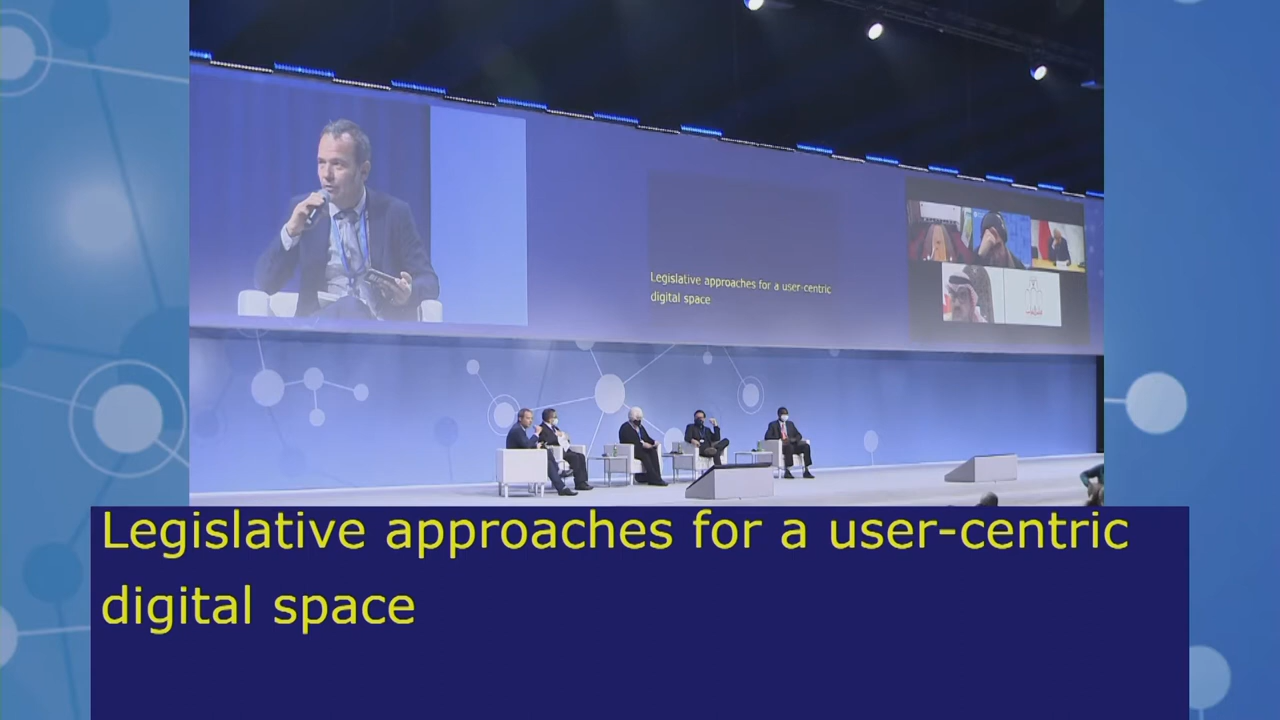 Legislative approaches for a user-centric
digital space
Legislative approaches for a user-centric
digital space